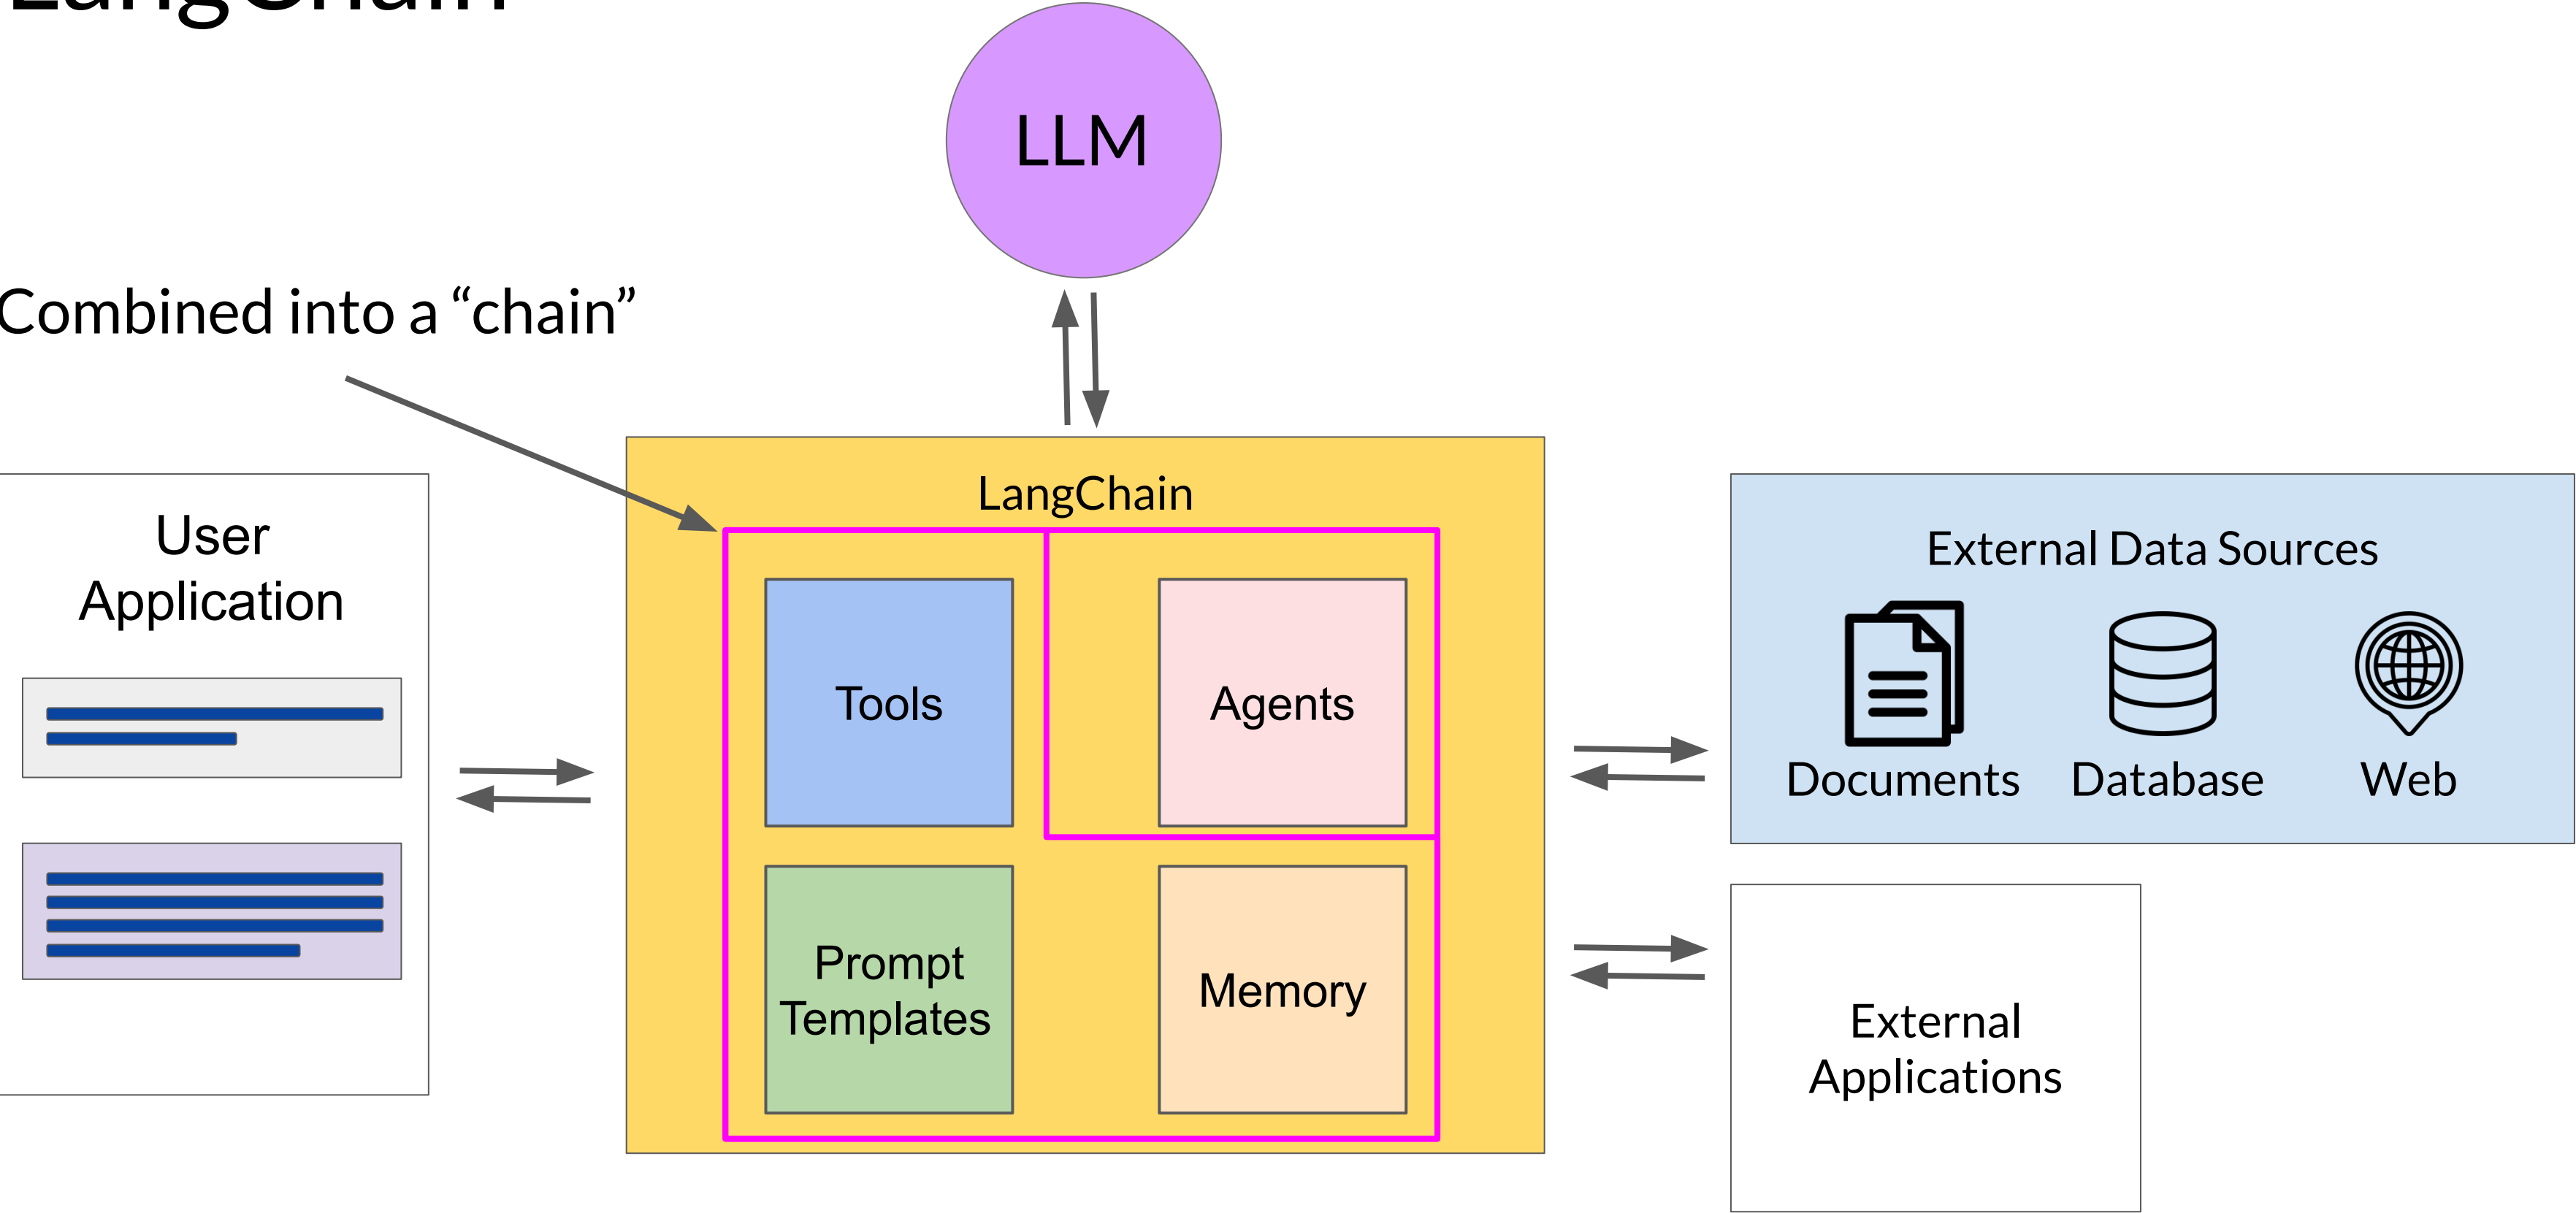 LangChain
LLM
Combined into a “chain”
LangChain
User
Application
Tools
Agents
Prompt
Templates
Memory
External Data Sources
Documents
Database
Web
External
Applications